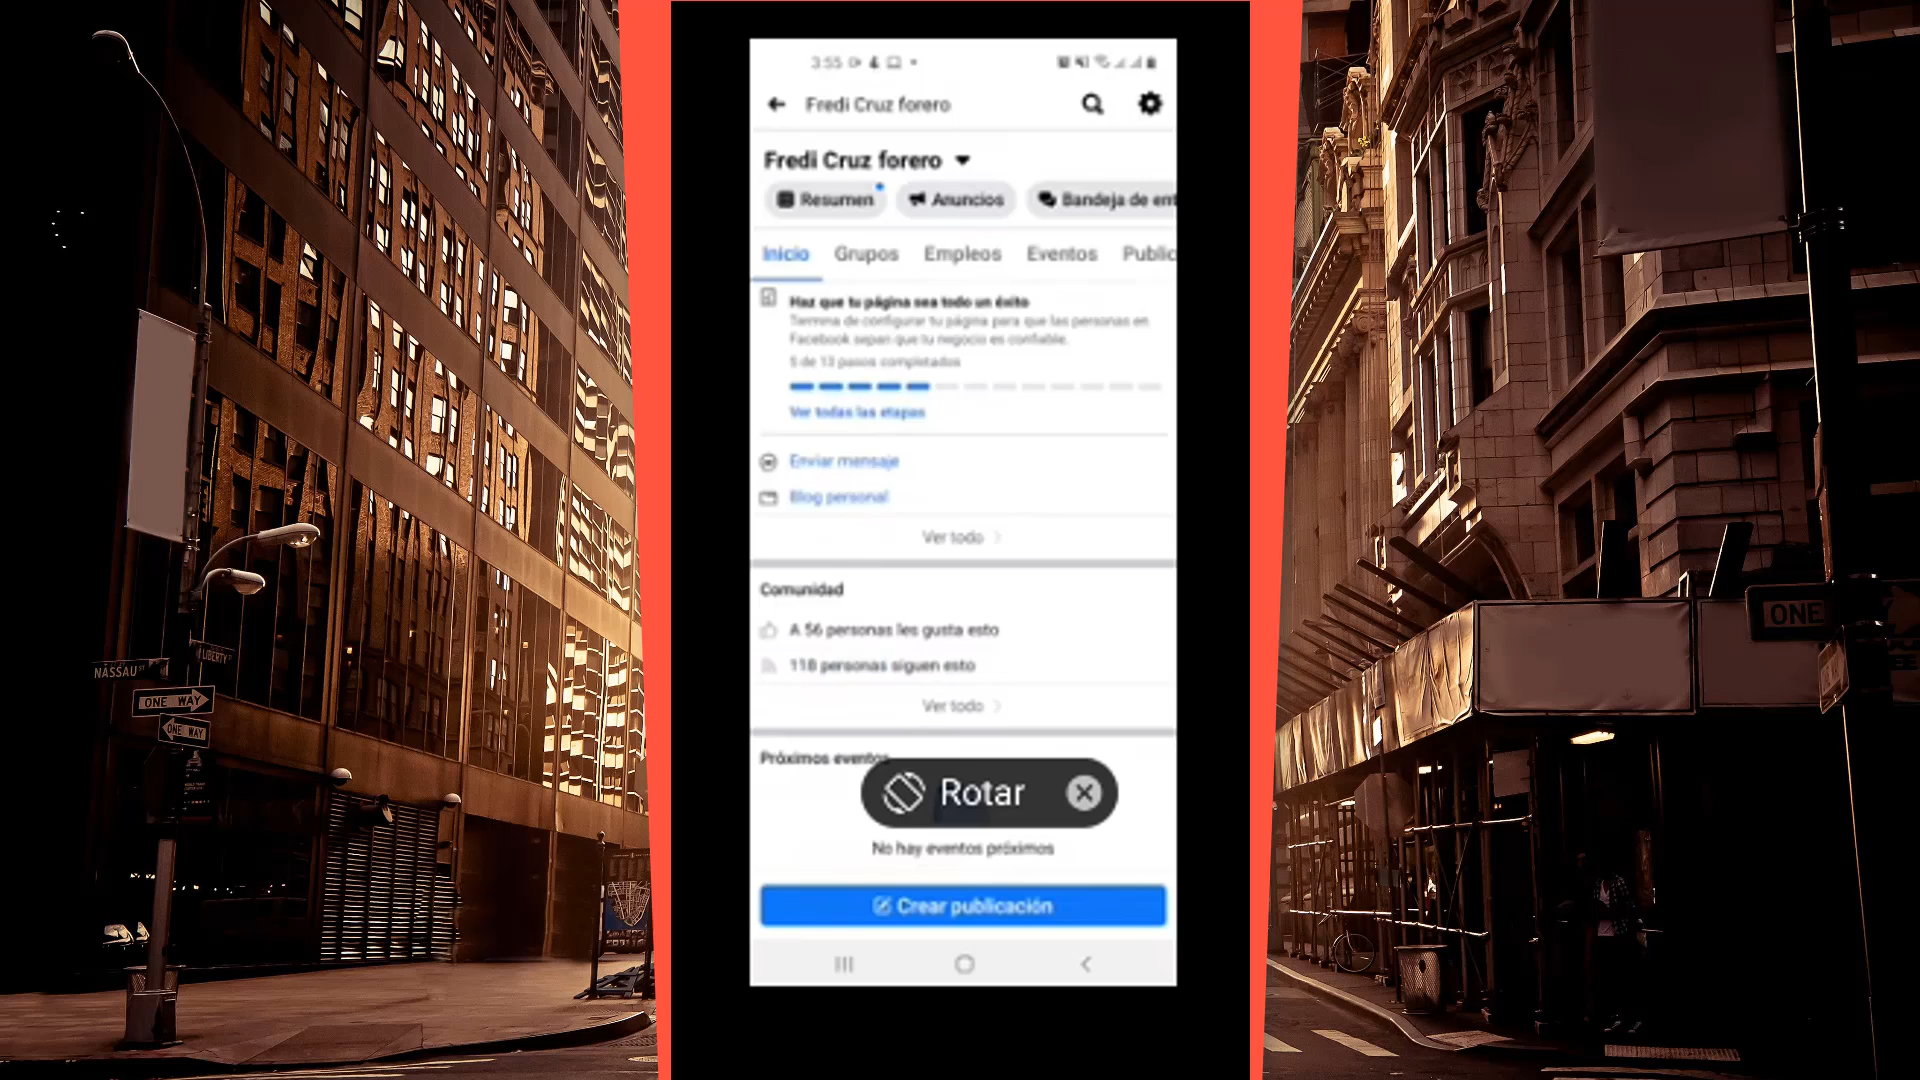 3:55
Fredi Cruz forero
Fredi Cruz forero
Resumen
Anuncios
Bandeja de ent
Inicio
Grupos
Empleos
Eventos
Public
Haz que tu página sea todo un éxito
Termina de configurar tu página para que las personas en
Facebook sepan que tu negocio es confiable.
5 de 13 pasos completados
Ver todas las etapas
Enviar mensaje
Blog personal
Ver todo
Comunidad
A 56 personas les gusta esto
118 personas siguen esto
Ver todo
Próximos eventos
Rotar
No hay eventos próximos
Crear publicación
NASSAU ST
LIBERTY
ONE WAY
ONE WAY
ONE